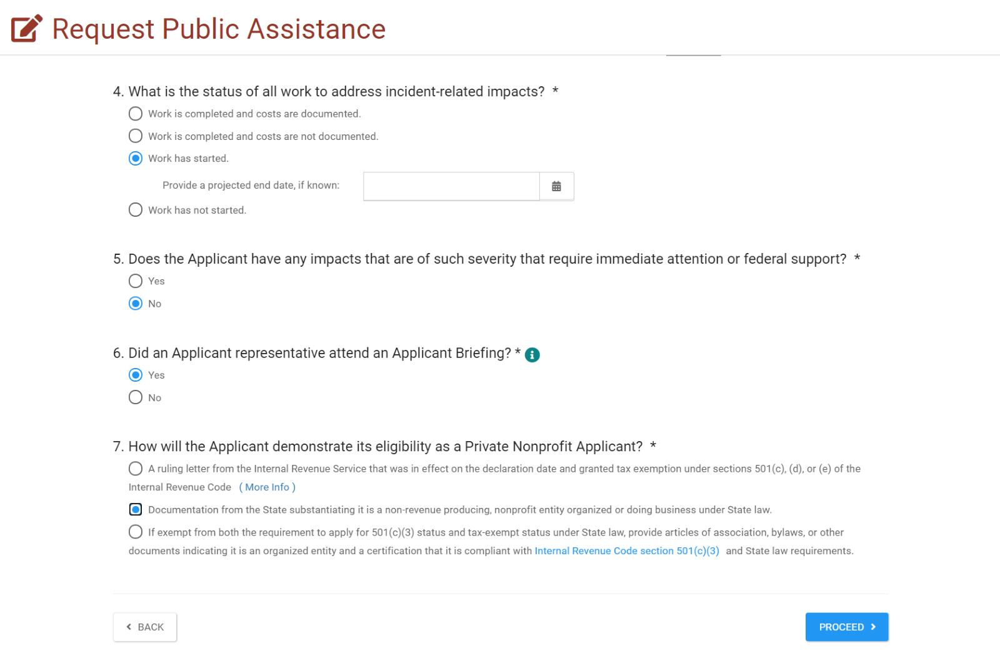 Request Public Assistance
4. What is the status of all work to address incident-related impacts? *
Work is completed and costs are documented.
Work is completed and costs are not documented.
Work has started.
Provide a projected end date, if known:
Work has not started.
5. Does the Applicant have any impacts that are of such severity that require immediate attention or federal support? *
Yes
No
6. Did an Applicant representative attend an Applicant Briefing? *
Yes
No
7. How will the Applicant demonstrate its eligibility as a Private Nonprofit Applicant? *
A ruling letter from the Internal Revenue Service that was in effect on the declaration date and granted tax exemption under sections 501(c), (d), or (e) of the
Internal Revenue Code ( More Info )
Documentation from the State substantiating it is a non-revenue producing, nonprofit entity organized or doing business under State law.
If exempt from both the requirement to apply for 501(c)(3) status and tax-exempt status under State law, provide articles of association, bylaws, or other
documents indicating it is an organized entity and a certification that it is compliant with Internal Revenue Code section 501(c)(3) and State law requirements.
BACK
PROCEED